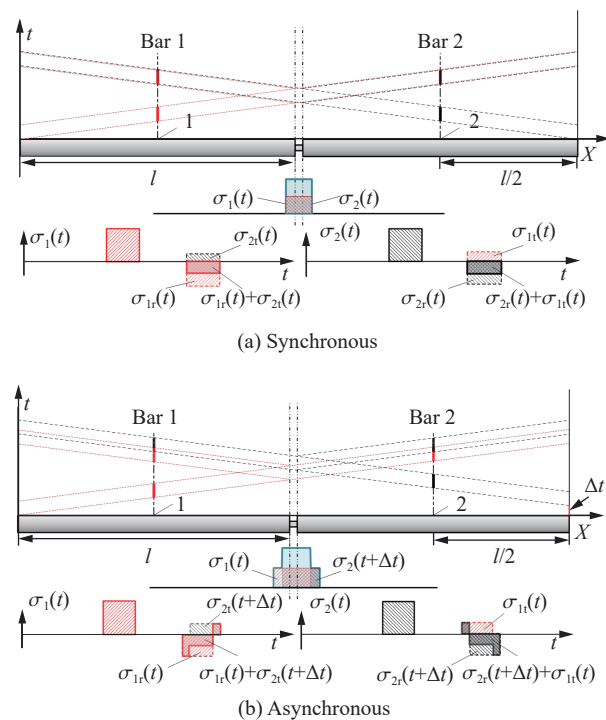 t
Bar 1
Bar 2
1
2
X
l
l/2
σ₁(t)
σ₂(t)
σ₁(t)
σ₂ₜ(t)
t
σ₁ᵣ(t)
σ₁ᵣ(t)+σ₂ₜ(t)
σ₂(t)
σ₁ₜ(t)
t
σ₂ᵣ(t)
σ₂ᵣ(t)+σ₁ₜ(t)
(a) Synchronous
t
Bar 1
Bar 2
Δt
1
2
X
l
l/2
σ₁(t)
σ₂(t+Δt)
σ₁(t)
σ₂ₜ(t+Δt)
t
σ₁ᵣ(t)
σ₁ᵣ(t)+σ₂ₜ(t+Δt)
σ₂(t)
σ₁ₜ(t)
t
σ₂ᵣ(t+Δt)
σ₂ᵣ(t+Δt)+σ₁ₜ(t)
(b) Asynchronous